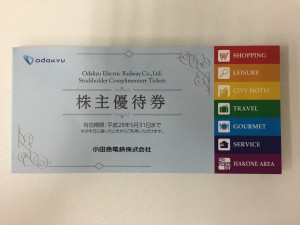 odakyu
Odakyu Electric Railway Co.,Ltd.
Stockholder Complimentary Tickets
株主優待券
有効期限：平成28年5月31日まで
小田急電鉄株式会社
SHOPPING
LEISURE
CITY HOTEL
TRAVEL
GOURMET
SERVICE
HAKONE AREA